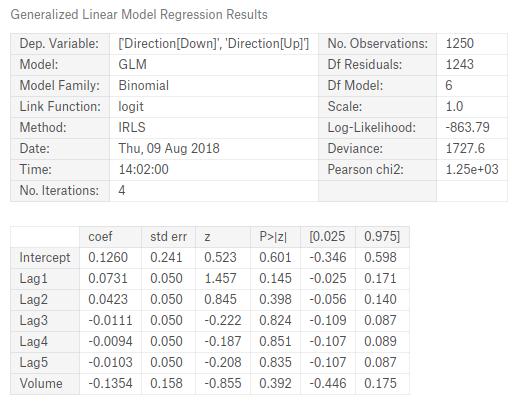 Generalized Linear Model Regression Results
Dep. Variable: ['Direction[Down]', 'Direction[Up]'] No. Observations: 1250
Model: GLM Df Residuals: 1243
Model Family: Binomial Df Model: 6
Link Function: logit Scale: 1.0
Method: IRLS Log-Likelihood: -863.79
Date: Thu, 09 Aug 2018 Deviance: 1727.6
Time: 14:02:00 Pearson chi2: 1.25e+03
No. Iterations: 4
coef std err z P>|z| [0.025 0.975]
Intercept 0.1260 0.241 0.523 0.601 -0.346 0.598
Lag1 0.0731 0.050 1.457 0.145 -0.025 0.171
Lag2 0.0423 0.050 0.845 0.398 -0.056 0.140
Lag3 -0.0111 0.050 -0.222 0.824 -0.109 0.087
Lag4 -0.0094 0.050 -0.187 0.851 -0.107 0.089
Lag5 -0.0103 0.050 -0.208 0.835 -0.107 0.087
Volume -0.1354 0.158 -0.855 0.392 -0.446 0.175